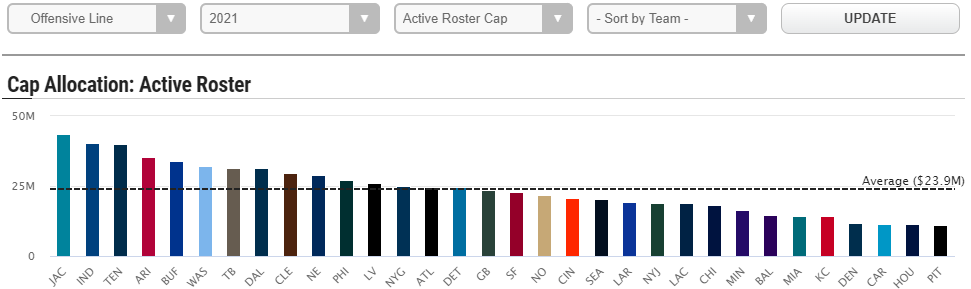 Offensive Line 2021 Active Roster Cap - Sort by Team - UPDATE
Cap Allocation: Active Roster
50M
25M
Average ($23.9M)
0
JAC IND TEN ARI BUF WAS TB DAL CLE NE PHI LV NYG ATL DET GB SF NO CIN SEA LAR NYJ LAC CHI MIN BAL MIA KC DEN CAR HOU PIT